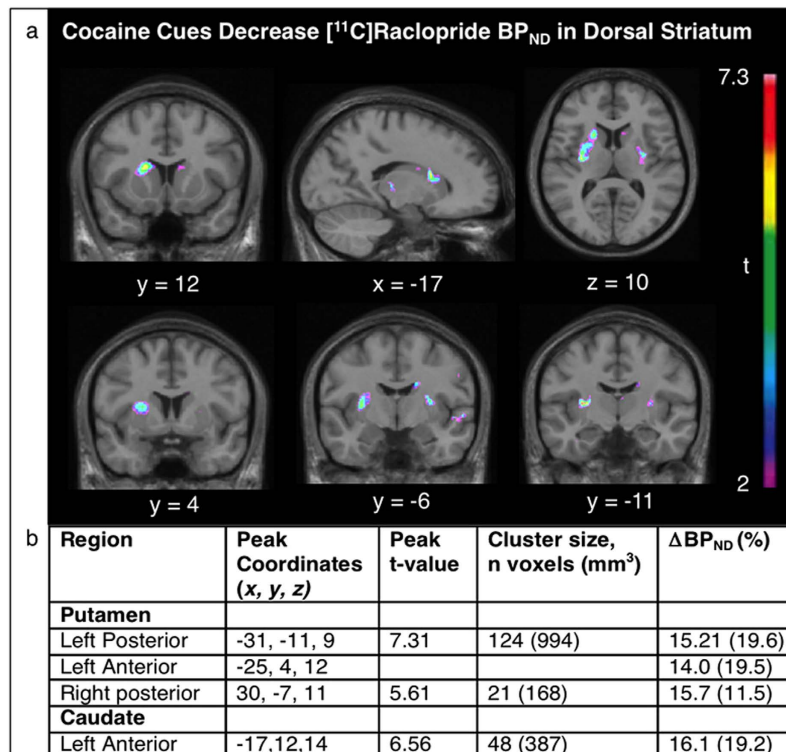 a
Cocaine Cues Decrease [¹¹C]Raclopride BP_ND in Dorsal Striatum
7.3
t
2
y = 12
x = -17
z = 10
y = 4
y = -6
y = -11
b
Region Peak Coordinates (x, y, z) Peak t-value Cluster size, n voxels (mm³) ΔBP_ND (%)
Putamen
Left Posterior -31, -11, 9 7.31 124 (994) 15.21 (19.6)
Left Anterior -25, 4, 12 14.0 (19.5)
Right posterior 30, -7, 11 5.61 21 (168) 15.7 (11.5)
Caudate
Left Anterior -17,12,14 6.56 48 (387) 16.1 (19.2)